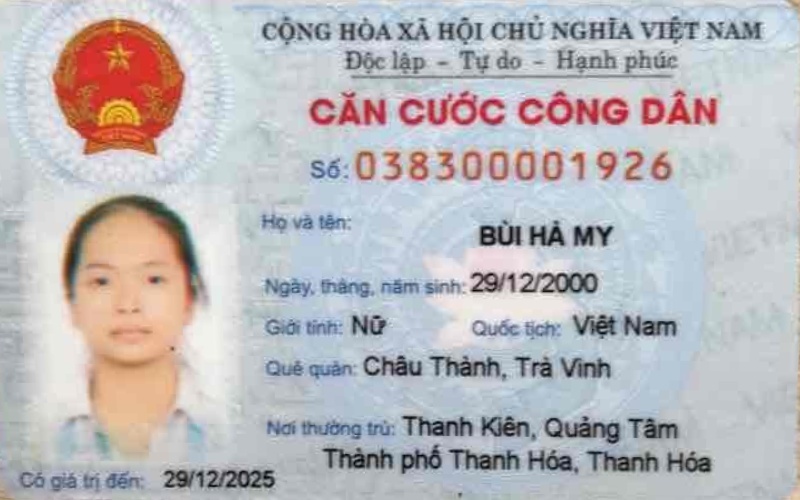 CỘNG HÒA XÃ HỘI CHỦ NGHĨA VIỆT NAM
Độc lập - Tự do - Hạnh phúc
CĂN CƯỚC CÔNG DÂN
Số: 038300001926
Họ và tên: BÙI HÀ MY
Ngày, tháng, năm sinh: 29/12/2000
Giới tính: Nữ Quốc tịch: Việt Nam
Quê quán: Châu Thành, Trà Vinh
Nơi thường trú: Thanh Kiên, Quảng Tâm
Thành phố Thanh Hóa, Thanh Hóa
Có giá trị đến: 29/12/2025